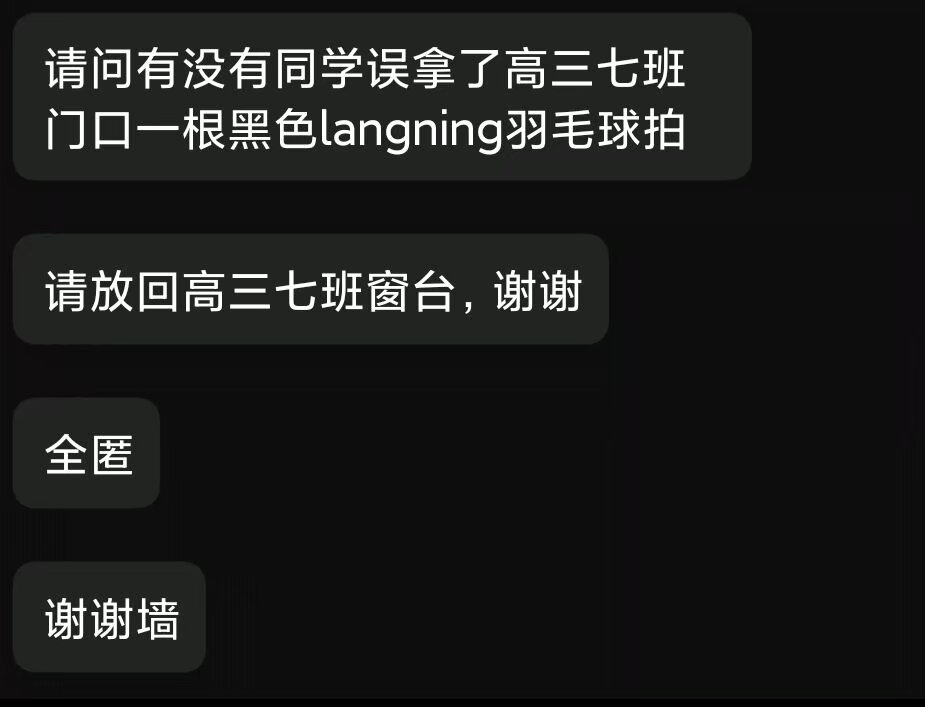 请问有没有同学误拿了高三七班
门口一根黑色langning羽毛球拍
请放回高三七班窗台，谢谢
全匿
谢谢墙